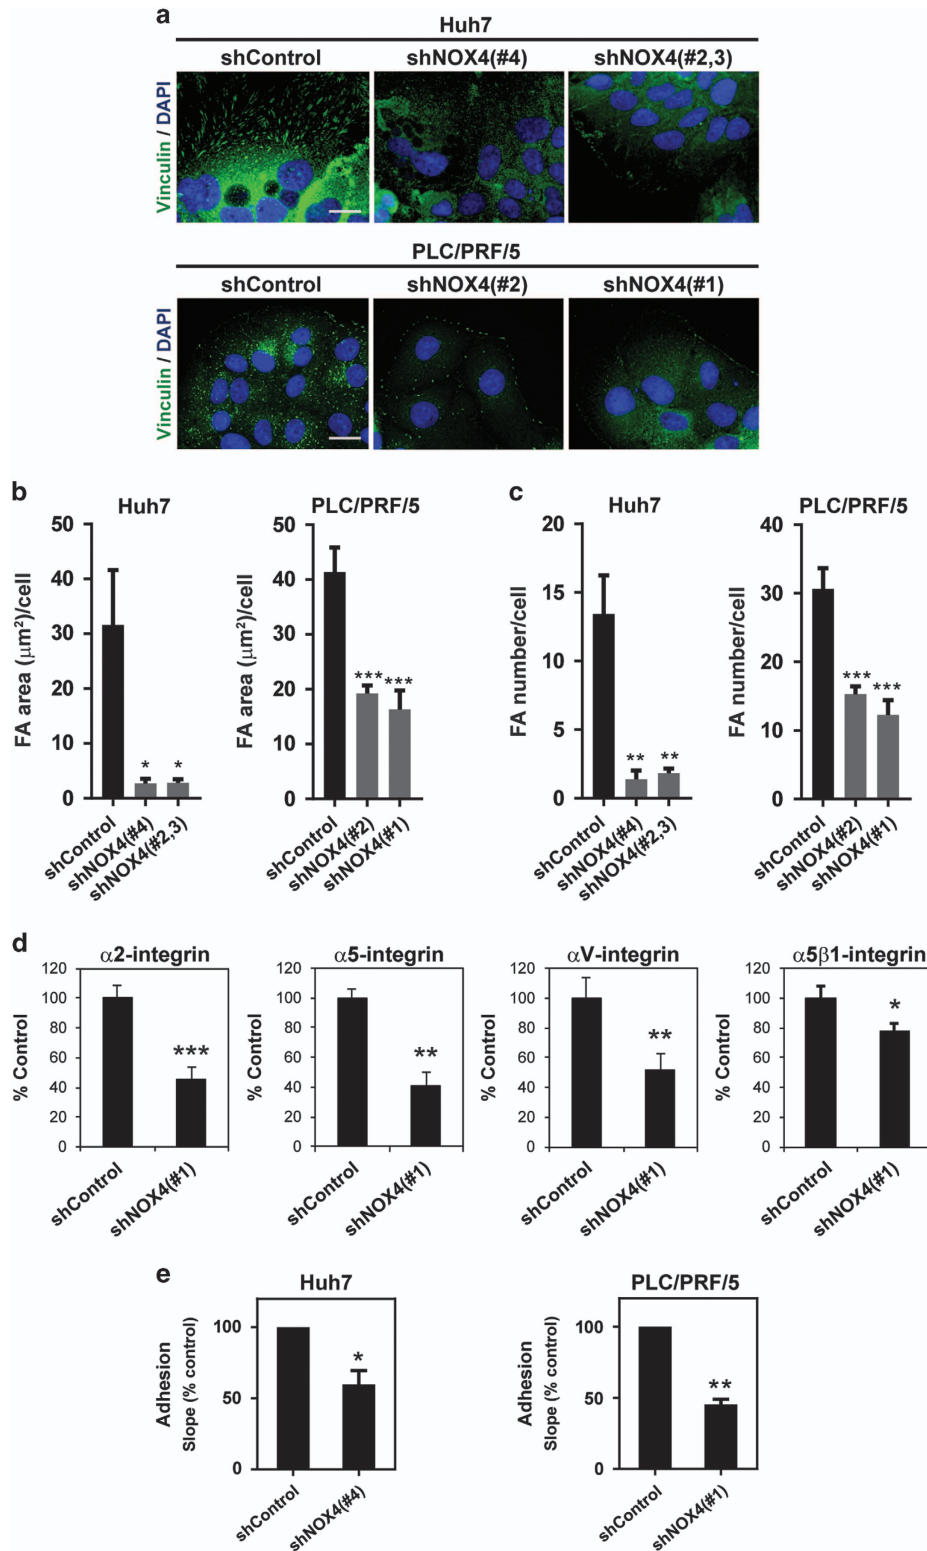 a
Huh7
shControl shNOX4(#4) shNOX4(#2,3)
Vinculin / DAPI
PLC/PRF/5
shControl shNOX4(#2) shNOX4(#1)
Vinculin / DAPI
b
Huh7
FA area (μm²)/cell
50
40
30
20
10
0
* *
shControl
shNOX4(#4)
shNOX4(#2,3)
PLC/PRF/5
FA area (μm²)/cell
50
40
30
20
10
0
*** ***
shControl
shNOX4(#2)
shNOX4(#1)
c
Huh7
FA number/cell
20
15
10
5
0
** **
shControl
shNOX4(#4)
shNOX4(#2,3)
PLC/PRF/5
FA number/cell
40
30
20
10
0
*** ***
shControl
shNOX4(#2)
shNOX4(#1)
d
α2-integrin
% Control
120
100
80
60
40
20
0
***
shControl
shNOX4(#1)
α5-integrin
% Control
120
100
80
60
40
20
0
**
shControl
shNOX4(#1)
αV-integrin
% Control
120
100
80
60
40
20
0
**
shControl
shNOX4(#1)
α5β1-integrin
% Control
120
100
80
60
40
20
0
*
shControl
shNOX4(#1)
e
Huh7
Adhesion
Slope (% control)
100
50
0
*
shControl
shNOX4(#4)
PLC/PRF/5
Adhesion
Slope (% control)
100
50
0
**
shControl
shNOX4(#1)